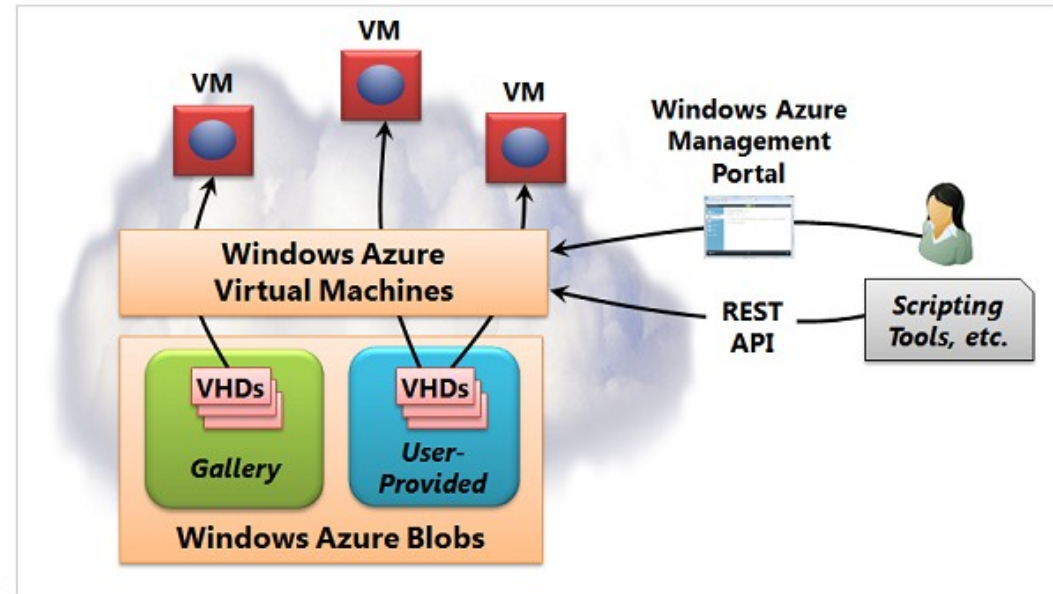 VM
VM
VM
Windows Azure
Management
Portal
Windows Azure
Virtual Machines
REST
API
Scripting
Tools, etc.
VHDs
Gallery
VHDs
User-
Provided
Windows Azure Blobs